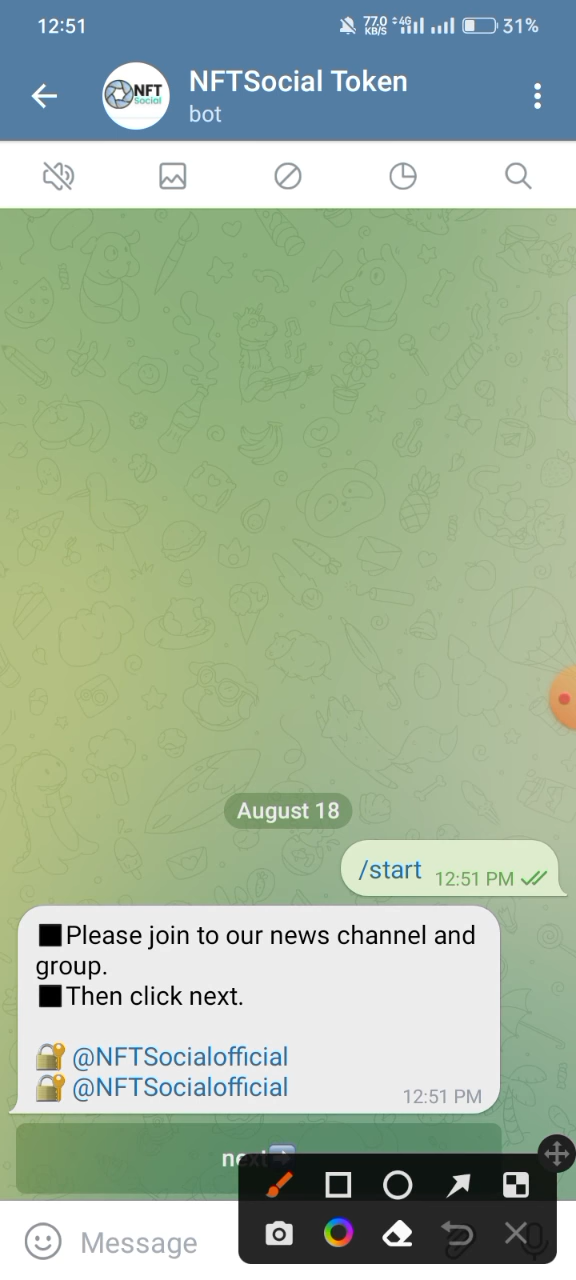 12:51
77.0 KB/S 4G 31%
NFT Social
NFTSocial Token
bot
August 18
/start 12:51 PM
Please join to our news channel and
group.
Then click next.
@NFTSocialofficial
@NFTSocialofficial
12:51 PM
next
Message